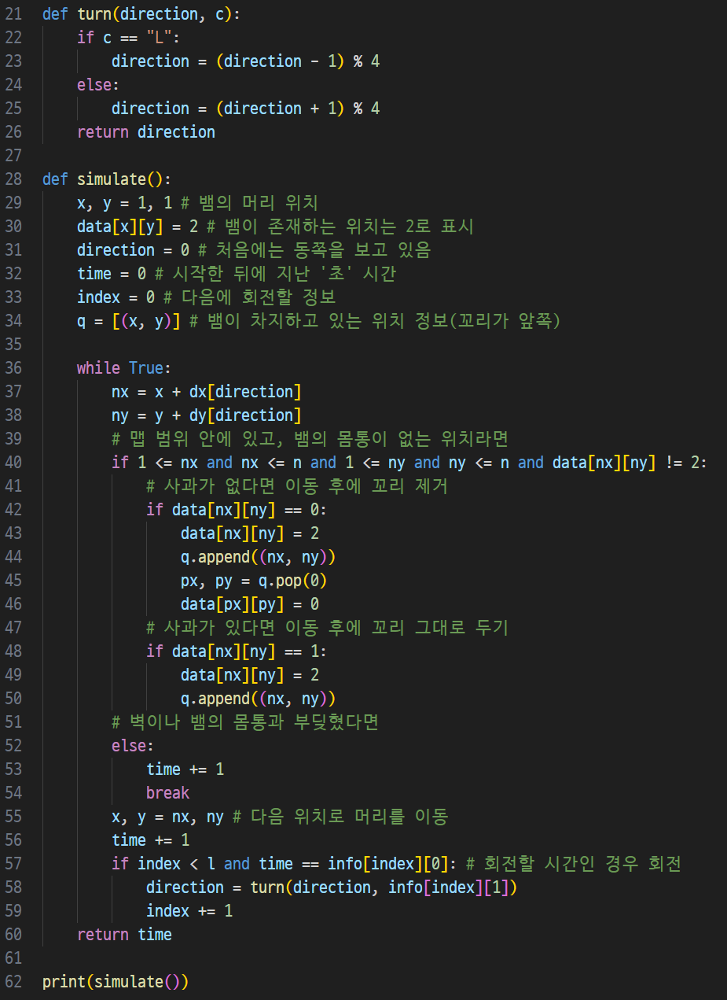 21 def turn(direction, c):
22     if c == "L":
23         direction = (direction - 1) % 4
24     else:
25         direction = (direction + 1) % 4
26     return direction
27
28 def simulate():
29     x, y = 1, 1 # 뱀의 머리 위치
30     data[x][y] = 2 # 뱀이 존재하는 위치는 2로 표시
31     direction = 0 # 처음에는 동쪽을 보고 있음
32     time = 0 # 시작한 뒤에 지난 '초' 시간
33     index = 0 # 다음에 회전할 정보
34     q = [(x, y)] # 뱀이 차지하고 있는 위치 정보(꼬리가 앞쪽)
35
36     while True:
37         nx = x + dx[direction]
38         ny = y + dy[direction]
39         # 맵 범위 안에 있고, 뱀의 몸통이 없는 위치라면
40         if 1 <= nx and nx <= n and 1 <= ny and ny <= n and data[nx][ny] != 2:
41             # 사과가 없다면 이동 후에 꼬리 제거
42             if data[nx][ny] == 0:
43                 data[nx][ny] = 2
44                 q.append((nx, ny))
45                 px, py = q.pop(0)
46                 data[px][py] = 0
47             # 사과가 있다면 이동 후에 꼬리 그대로 두기
48             if data[nx][ny] == 1:
49                 data[nx][ny] = 2
50                 q.append((nx, ny))
51         # 벽이나 뱀의 몸통과 부딪혔다면
52         else:
53             time += 1
54             break
55         x, y = nx, ny # 다음 위치로 머리를 이동
56         time += 1
57         if index < l and time == info[index][0]: # 회전할 시간인 경우 회전
58             direction = turn(direction, info[index][1])
59             index += 1
60     return time
61
62 print(simulate())